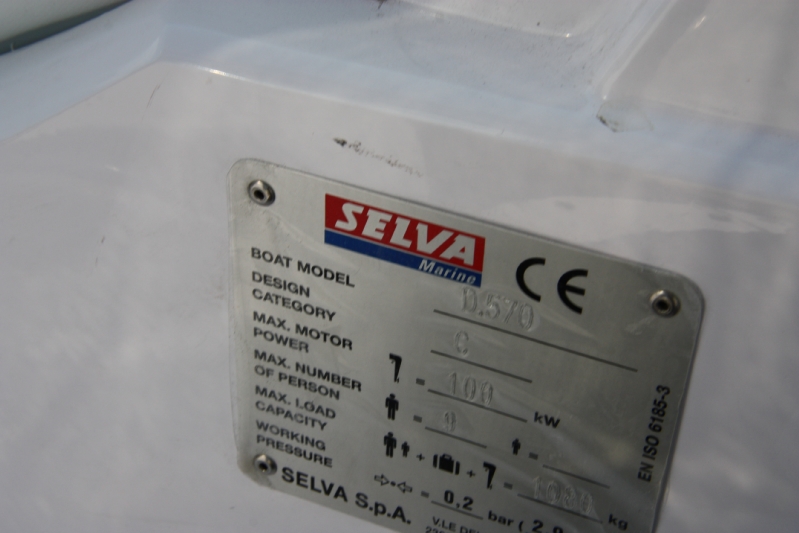 SELVA
Marine
CE
BOAT MODEL D.570
DESIGN
CATEGORY C
MAX. MOTOR
POWER = 100 kW
MAX. NUMBER
OF PERSON = =
MAX. LOAD
CAPACITY + + = kg
WORKING
PRESSURE = 0,2 bar (
SELVA S.p.A.
EN ISO 6185-3